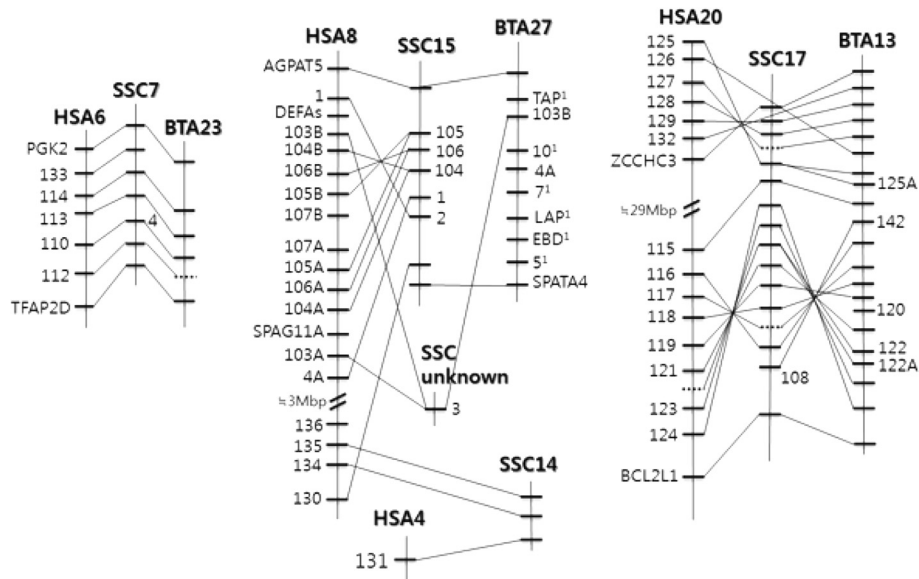 HSA6
SSC7
BTA23
PGK2
133
114
113
110
112
TFAP2D
4
HSA8
SSC15
BTA27
AGPAT5
1
DEFAs
103B
104B
106B
105B
107B
107A
105A
106A
104A
SPAG11A
103A
4A
≒3Mbp
136
135
134
130
105
106
104
1
2
TAP¹
103B
10¹
4A
7¹
LAP¹
EBD¹
5¹
SPATA4
SSC
unknown
3
SSC14
HSA4
131
HSA20
SSC17
BTA13
125
126
127
128
129
132
ZCCHC3
≒29Mbp
115
116
117
118
119
121
123
124
BCL2L1
108
125A
142
120
122
122A